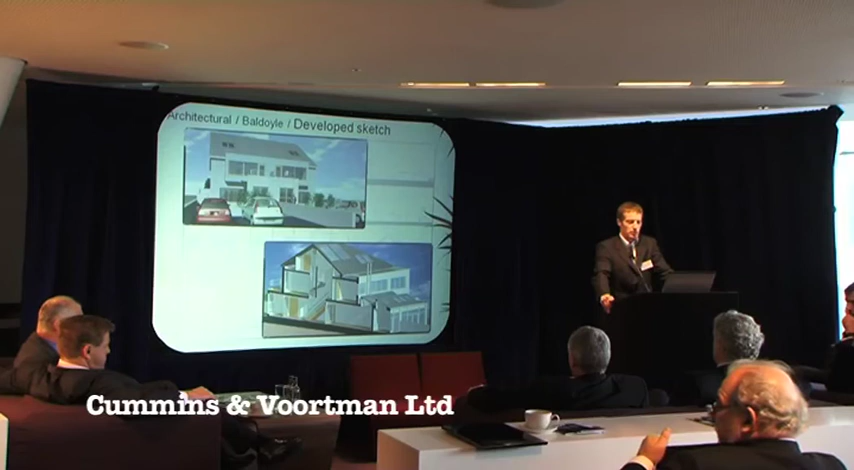 Architectural / Baldoyle / Developed sketch
Cummins & Voortman Ltd